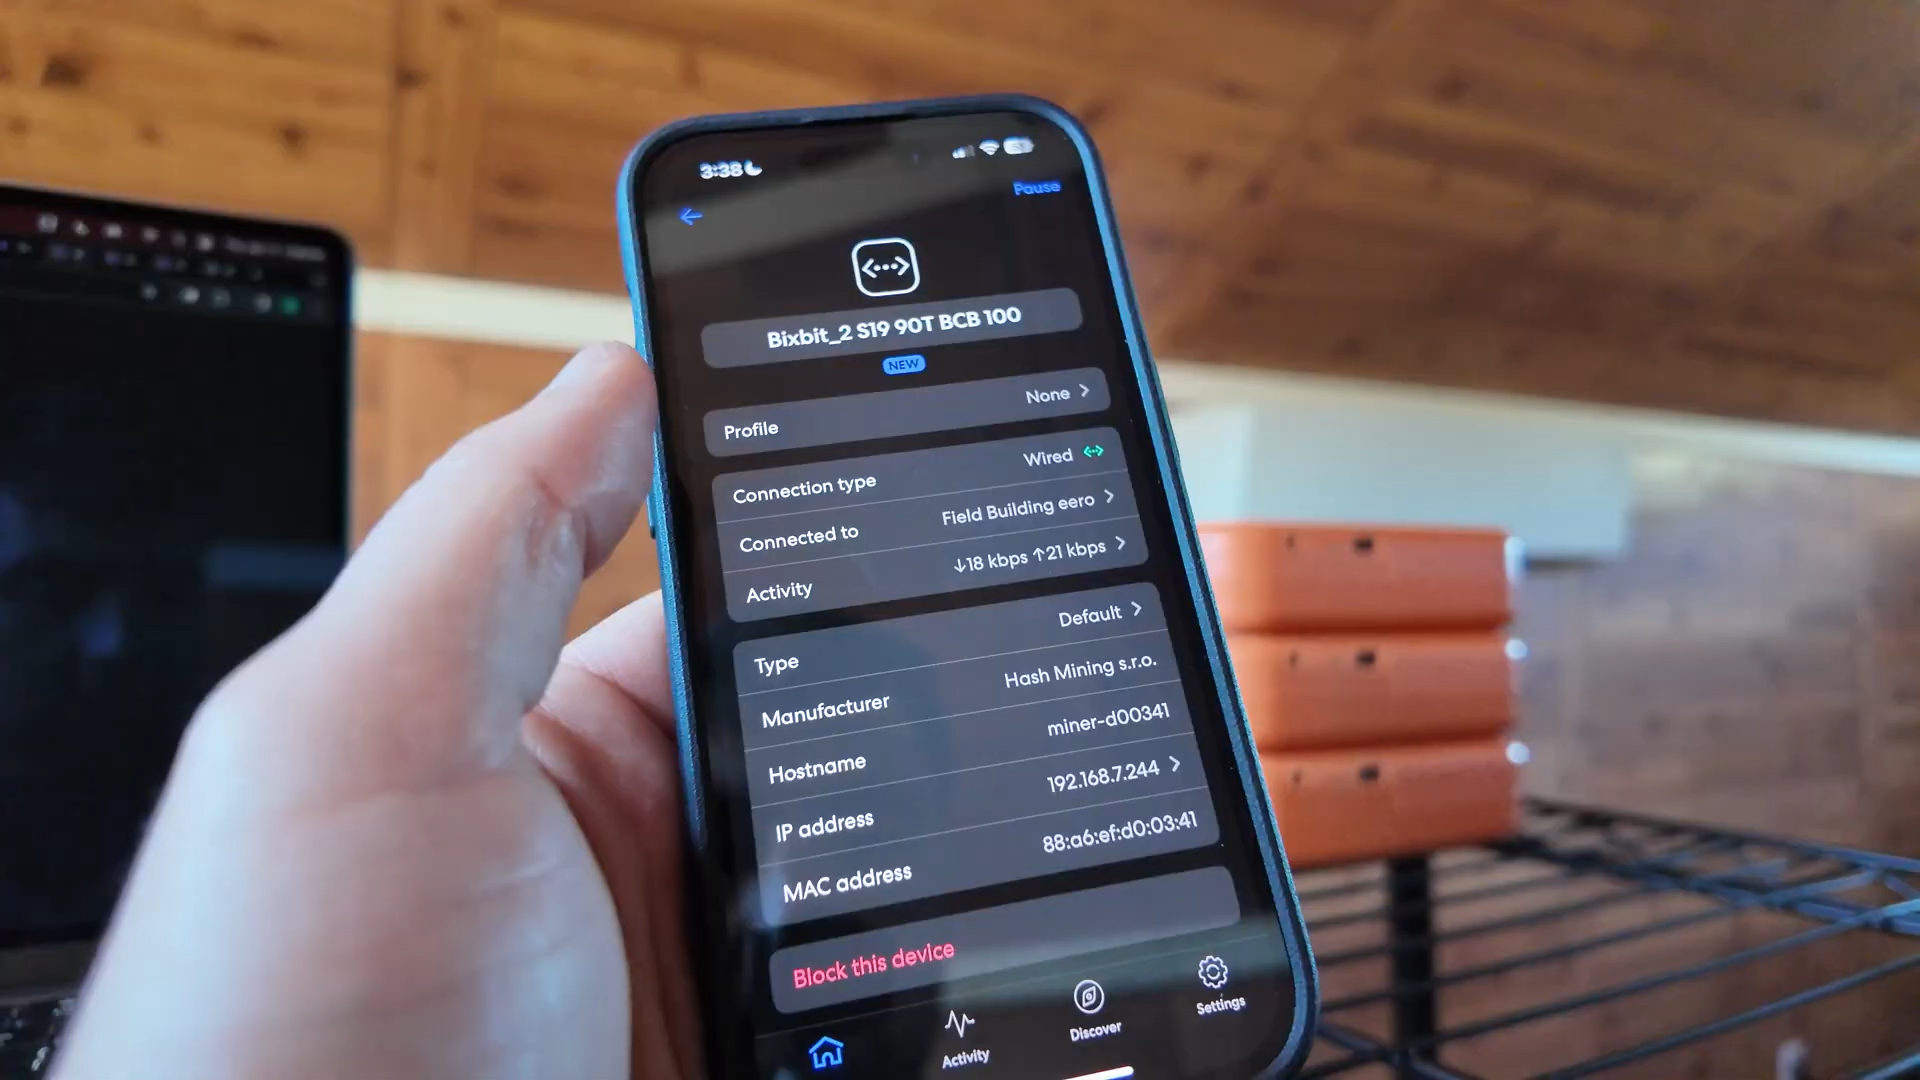 3:38
Pause
Bixbit_2 S19 90T BCB 100
NEW
Profile None
Connection type Wired
Connected to Field Building eero
Activity ↓18 kbps ↑21 kbps
Type Default
Manufacturer Hash Mining s.r.o.
Hostname miner-d00341
IP address 192.168.7.244
MAC address 88:a6:ef:d0:03:41
Block this device
Activity
Discover
Settings